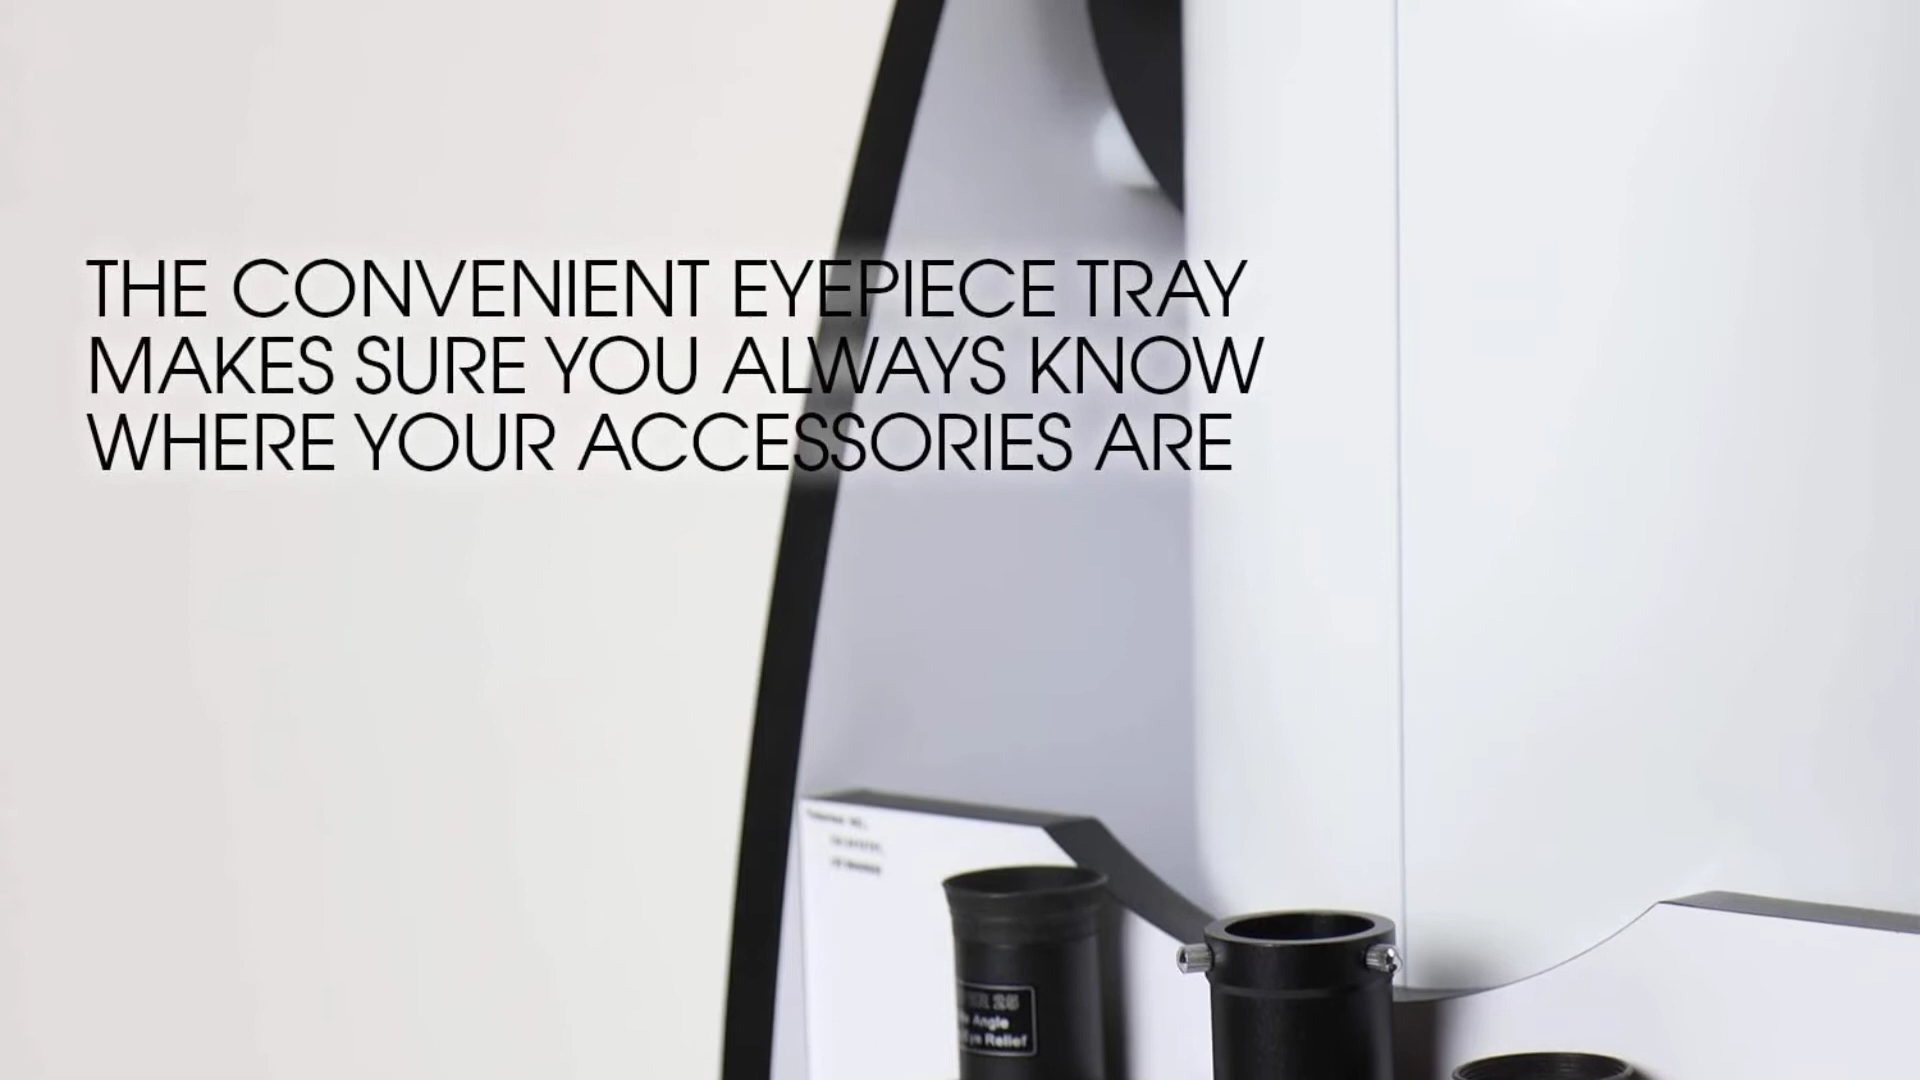 THE CONVENIENT EYEPIECE TRAY
MAKES SURE YOU ALWAYS KNOW
WHERE YOUR ACCESSORIES ARE
Angle
Relief